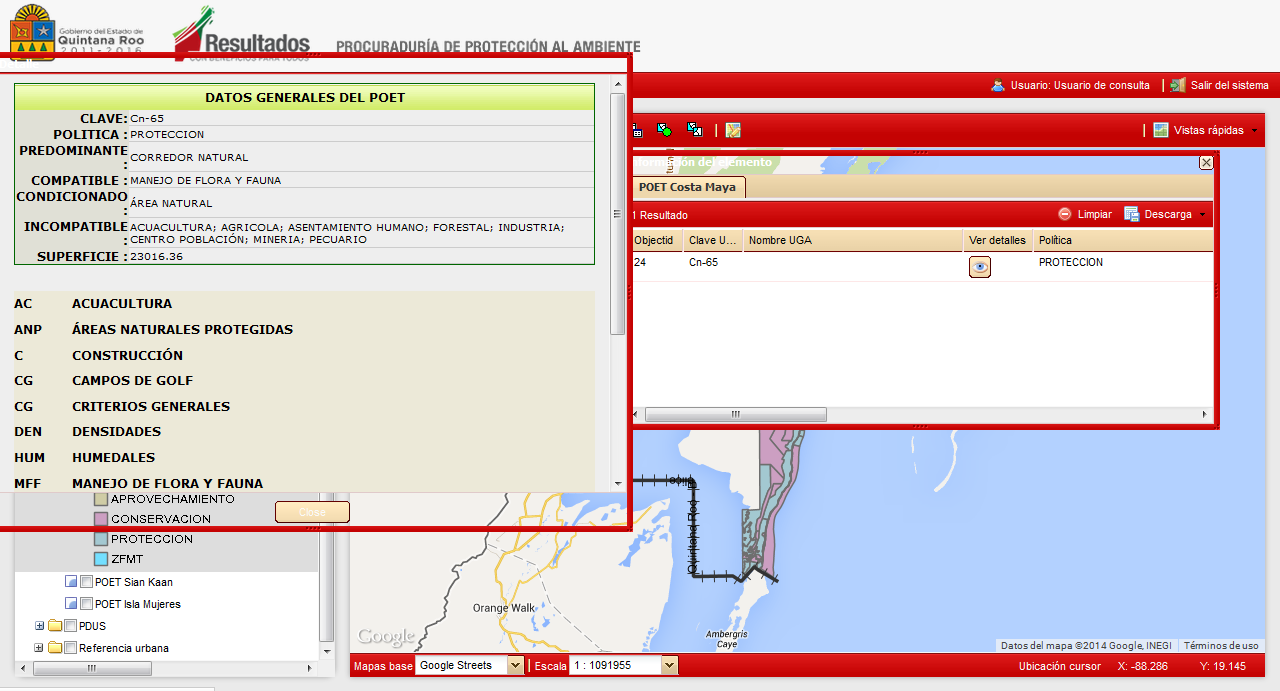 Gobierno del Estado de
Quintana Roo
2011-2016
Resultados
CON BENEFICIOS PARA TODOS
PROCURADURÍA DE PROTECCIÓN AL AMBIENTE
Usuario: Usuario de consulta | Salir del sistema
DATOS GENERALES DEL POET
CLAVE: Cn-65
POLITICA : PROTECCION
PREDOMINANTE : CORREDOR NATURAL
COMPATIBLE : MANEJO DE FLORA Y FAUNA
CONDICIONADO : ÁREA NATURAL
INCOMPATIBLE : ACUACULTURA; AGRICOLA; ASENTAMIENTO HUMANO; FORESTAL; INDUSTRIA;
CENTRO POBLACIÓN; MINERIA; PECUARIO
SUPERFICIE : 23016.36
AC ACUACULTURA
ANP ÁREAS NATURALES PROTEGIDAS
C CONSTRUCCIÓN
CG CAMPOS DE GOLF
CG CRITERIOS GENERALES
DEN DENSIDADES
HUM HUMEDALES
MFF MANEJO DE FLORA Y FAUNA
Close
| Vistas rápidas
formación del elemento
POET Costa Maya
1 Resultado
Limpiar Descarga
Objectid Clave U... Nombre UGA Ver detalles Política
24 Cn-65 PROTECCION
APROVECHAMIENTO
CONSERVACION
PROTECCION
ZFMT
POET Sian Kaan
POET Isla Mujeres
PDUS
Referencia urbana
Quintana Roo
Orange Walk
Ambergris
Caye
Google
Datos del mapa ©2014 Google, INEGI Términos de uso
Mapas base Google Streets | Escala 1 : 1091955
Ubicación cursor X: -88.286 Y: 19.145